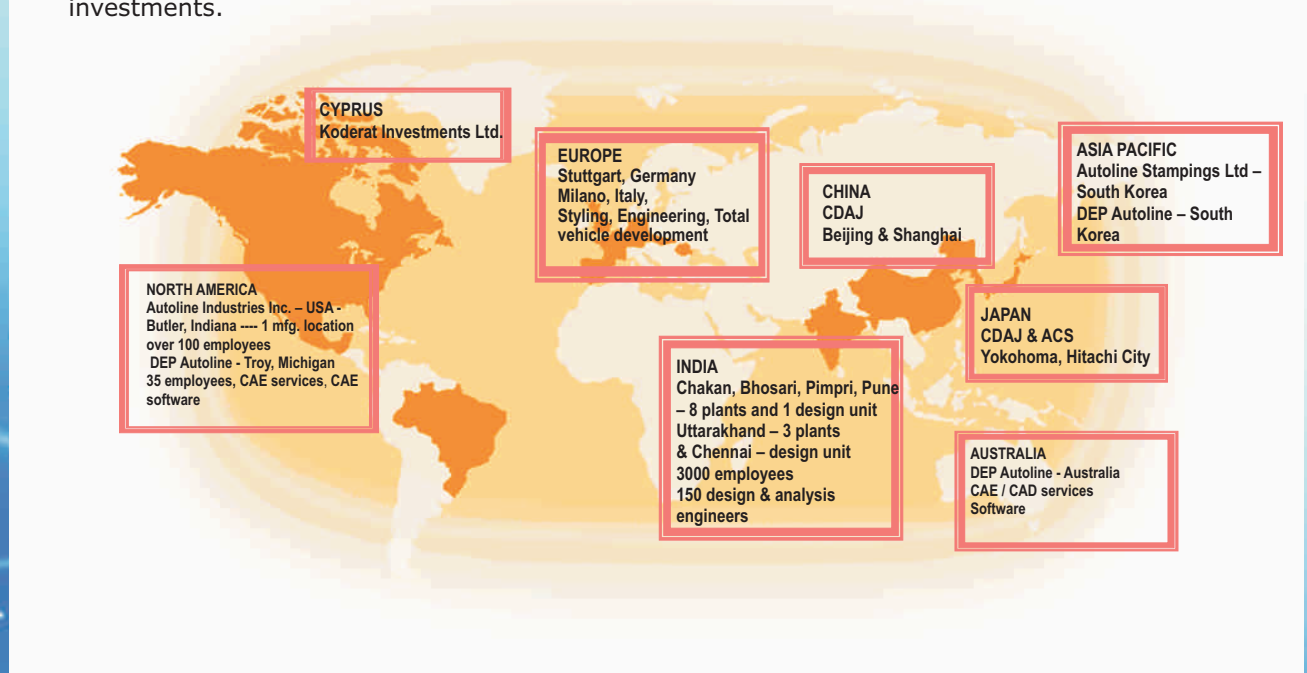 investments.
CYPRUS
Koderat Investments Ltd.
EUROPE
Stuttgart, Germany
Milano, Italy,
Styling, Engineering, Total
vehicle development
CHINA
CDAJ
Beijing & Shanghai
ASIA PACIFIC
Autoline Stampings Ltd –
South Korea
DEP Autoline – South
Korea
NORTH AMERICA
Autoline Industries Inc. – USA -
Butler, Indiana ---- 1 mfg. location
over 100 employees
DEP Autoline - Troy, Michigan
35 employees, CAE services, CAE
software
JAPAN
CDAJ & ACS
Yokohoma, Hitachi City
INDIA
Chakan, Bhosari, Pimpri, Pune
– 8 plants and 1 design unit
Uttarakhand – 3 plants
& Chennai – design unit
3000 employees
150 design & analysis
engineers
AUSTRALIA
DEP Autoline - Australia
CAE / CAD services
Software